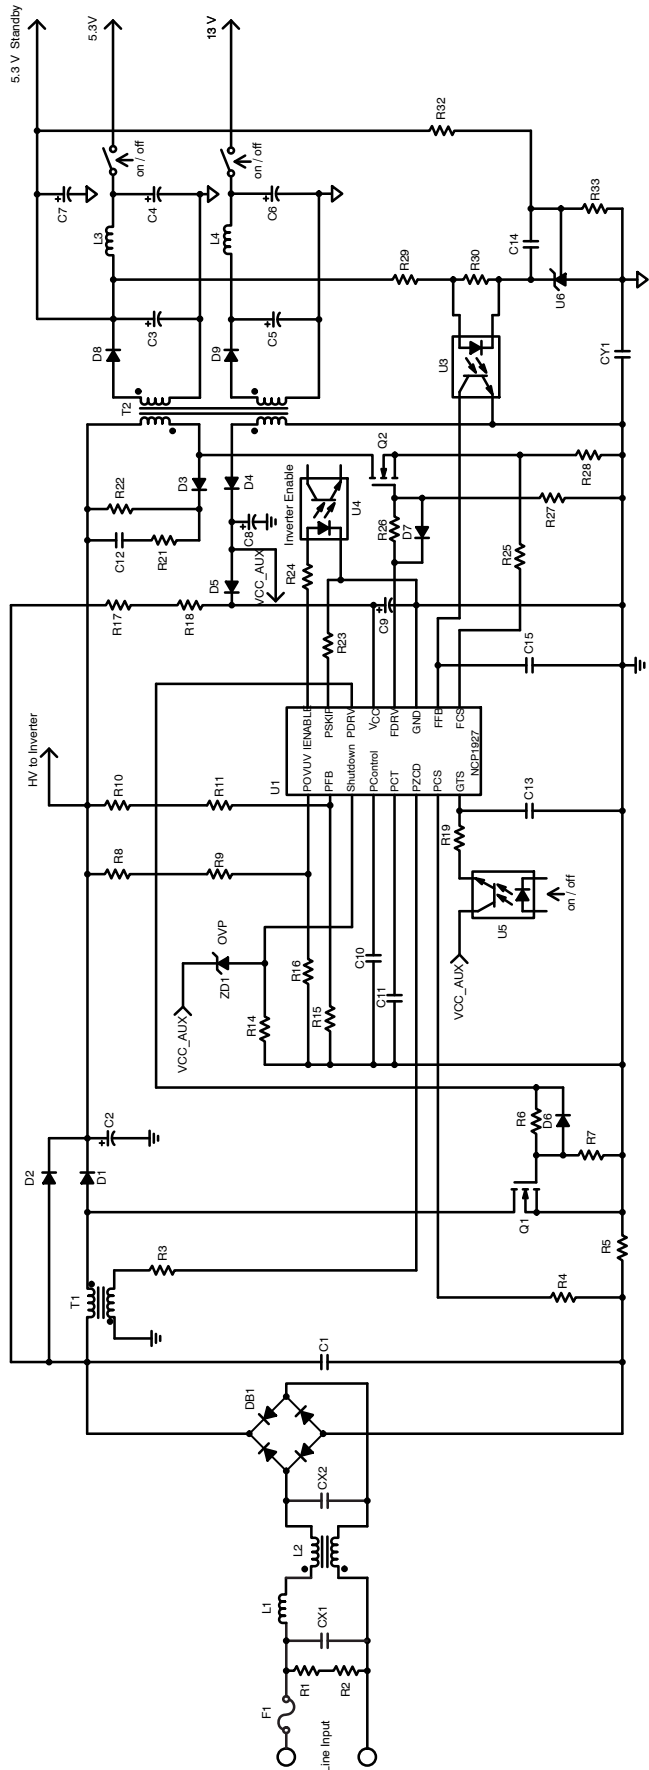 5.3 V Standby
5.3V
13 V
R32
on / off
on / off
C7
C4
C6
R33
L3
L4
C14
R29
R30
U6
C3
C5
D8
D9
U3
CY1
T2
Q2
R22
D3
D4
Inverter Enable
U4
R28
C12
R21
C8
R26
D7
R27
VCC_AUX
D5
R24
R25
R17
R18
R23
C9
C15
HV to Inverter
U1
POVUV
IENABLE
PFB
PSKIP
Shutdown
PDRV
PControl
VCC
PCT
FDRV
PZCD
GND
PCS
FFB
GTS
FCS
NCP1927
R10
R11
R8
R9
R19
C13
U5
on / off
VCC_AUX
OVP
ZD1
VCC_AUX
R14
R16
R15
C10
C11
C2
D2
D1
R6
D6
R7
Q1
R3
R5
R4
T1
C1
DB1
CX2
L2
L1
CX1
R1
R2
F1
Line Input